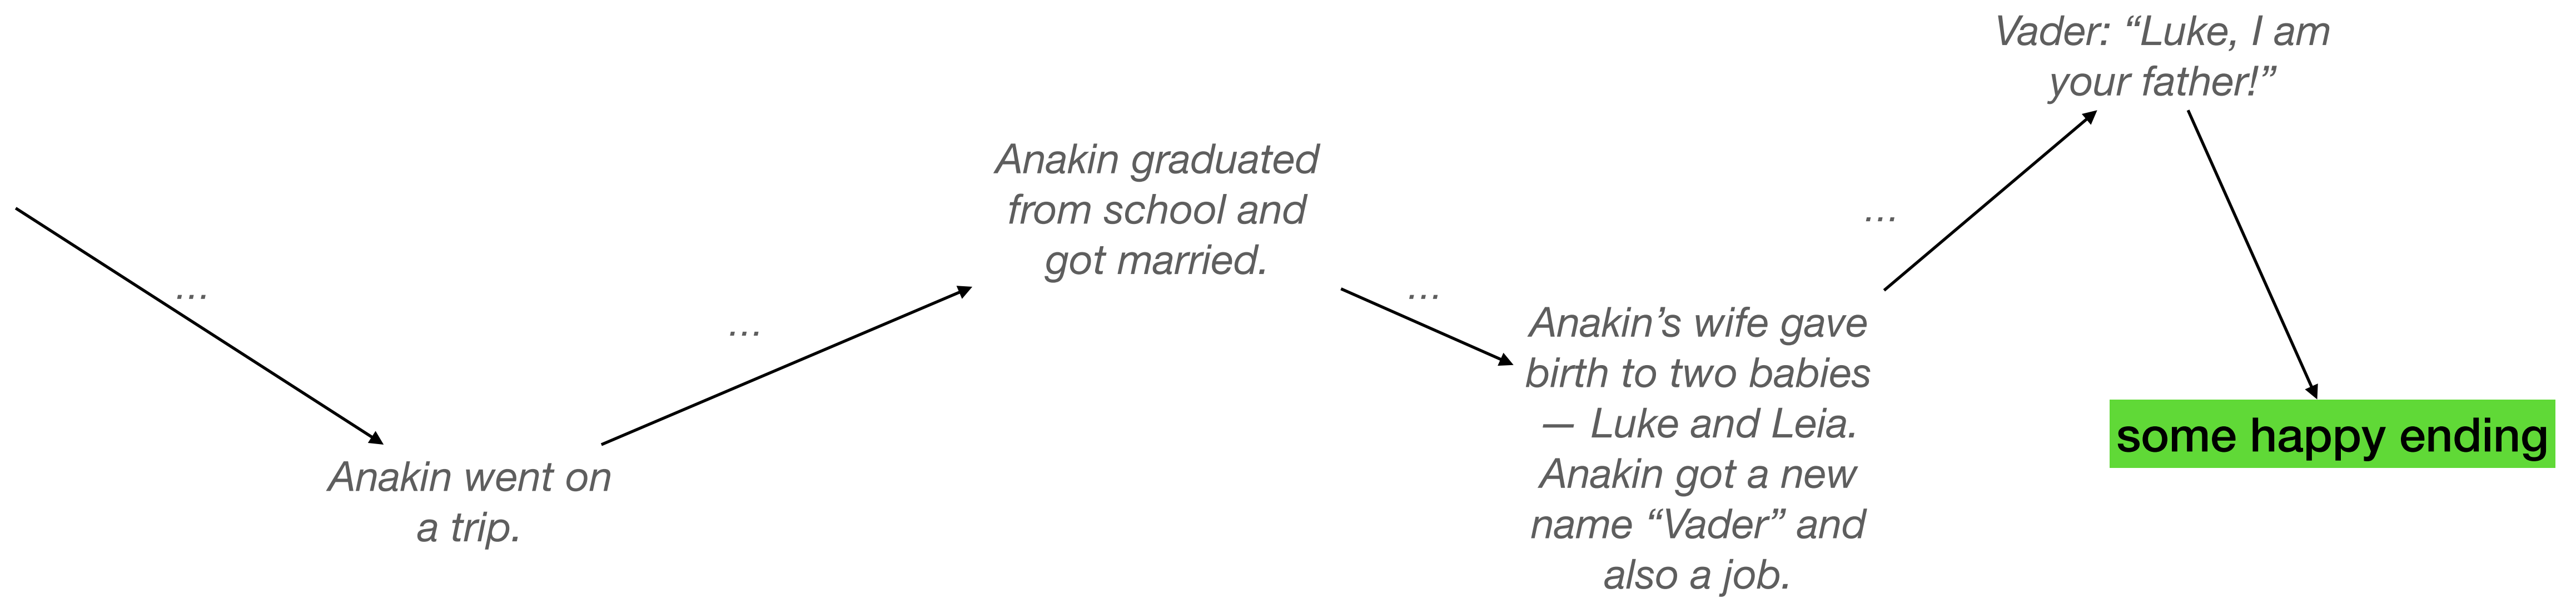 ...
Anakin went on
a trip.
...
Anakin graduated
from school and
got married.
...
Anakin’s wife gave
birth to two babies
— Luke and Leia.
Anakin got a new
name “Vader” and
also a job.
...
Vader: “Luke, I am
your father!”
some happy ending